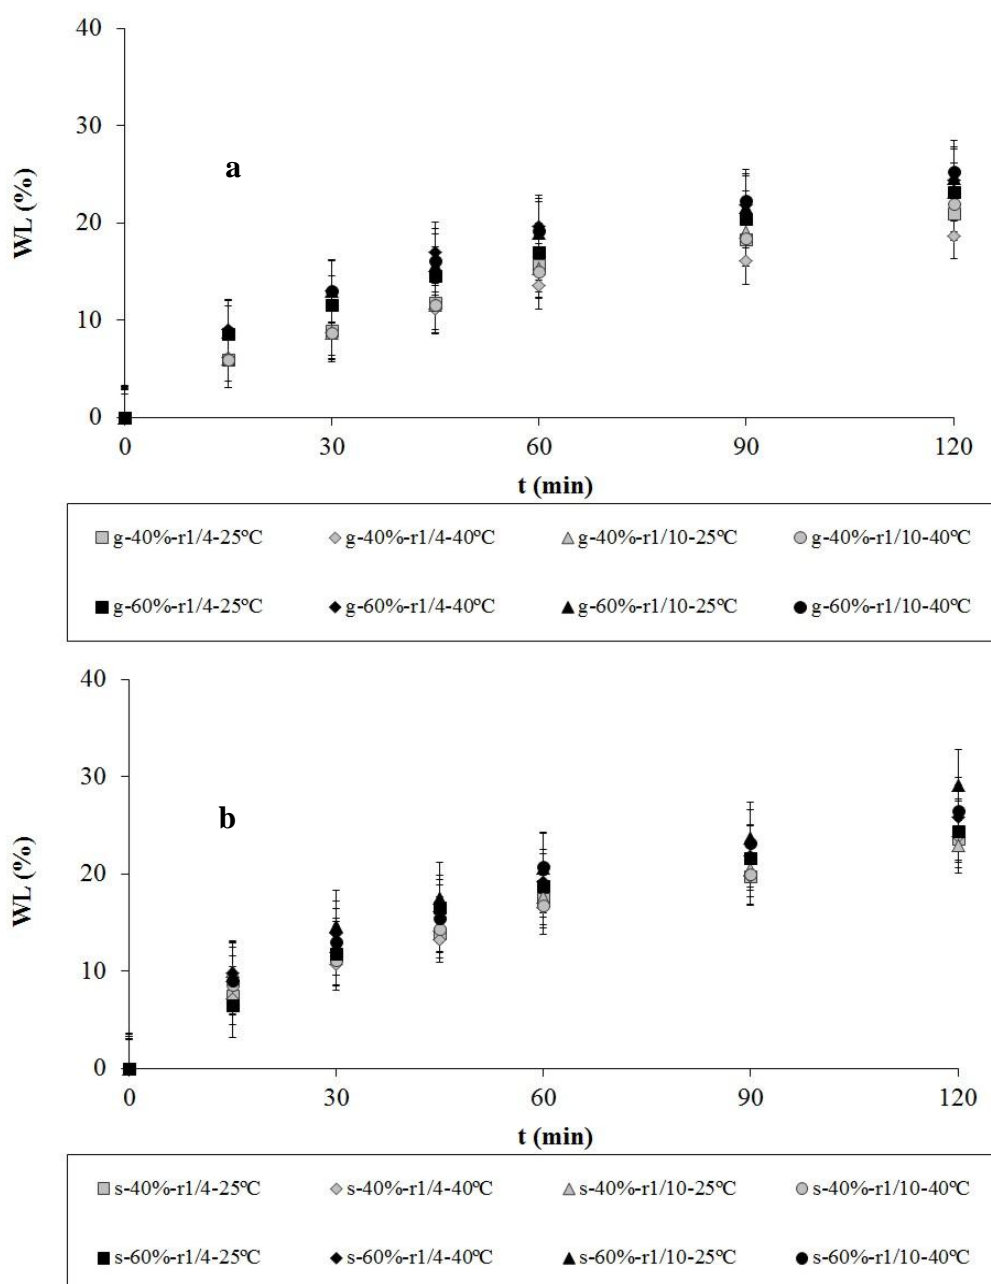 40
30
a
WL (%)
20
10
0
0 30 60 90 120
t (min)
g-40%-r1/4-25ºC g-40%-r1/4-40ºC g-40%-r1/10-25ºC g-40%-r1/10-40ºC
g-60%-r1/4-25ºC g-60%-r1/4-40ºC g-60%-r1/10-25ºC g-60%-r1/10-40ºC
40
30
b
WL (%)
20
10
0
0 30 60 90 120
t (min)
s-40%-r1/4-25ºC s-40%-r1/4-40ºC s-40%-r1/10-25ºC s-40%-r1/10-40ºC
s-60%-r1/4-25ºC s-60%-r1/4-40ºC s-60%-r1/10-25ºC s-60%-r1/10-40ºC